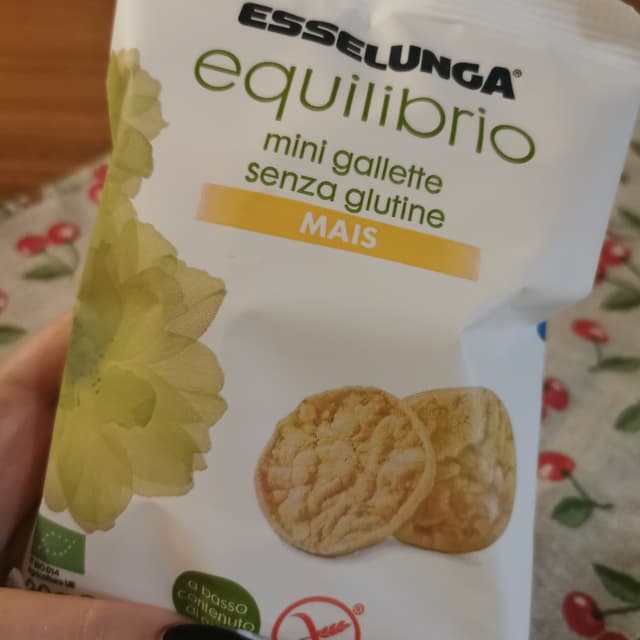 ESSELUNGA®
equilibrio
mini gallette
senza glutine
MAIS
a basso
contenuto
®